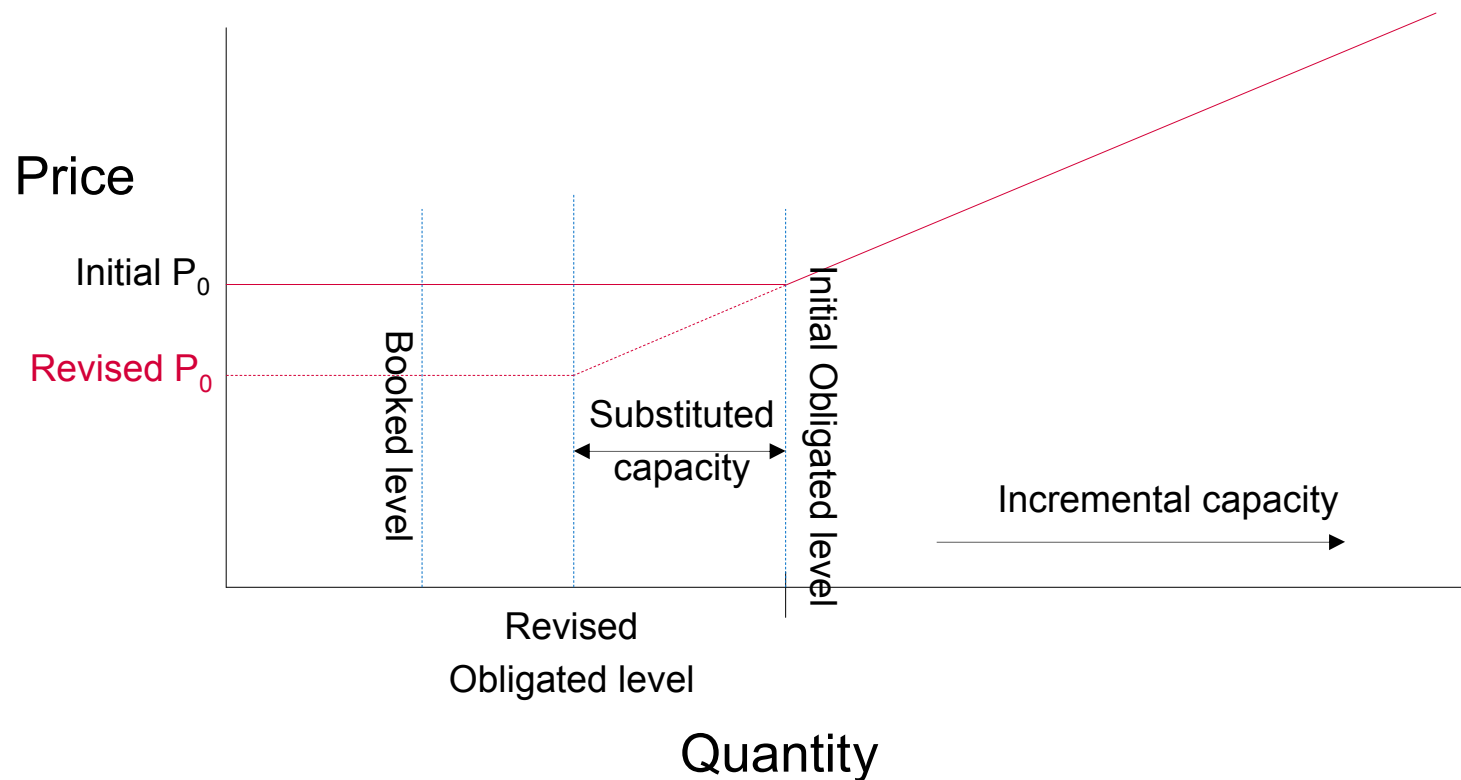 Price
Initial P₀
Revised P₀
Booked level
Substituted
capacity
Initial Obligated level
Incremental capacity
Revised
Obligated level
Quantity